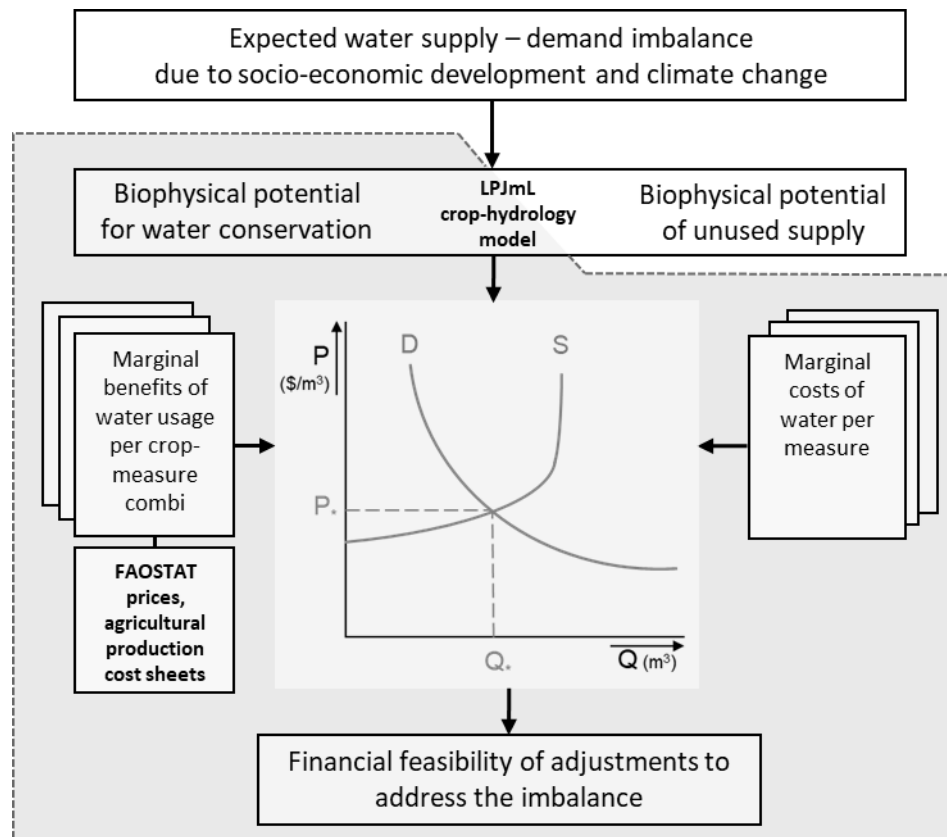 Expected water supply – demand imbalance
due to socio-economic development and climate change
Biophysical potential
for water conservation
LPJmL
crop-hydrology
model
Biophysical potential
of unused supply
Marginal
benefits of
water usage
per crop-
measure
combi
FAOSTAT
prices,
agricultural
production
cost sheets
P
($/m³)
D
S
P*
Q*
Q (m³)
Marginal
costs of
water per
measure
Financial feasibility of adjustments to
address the imbalance